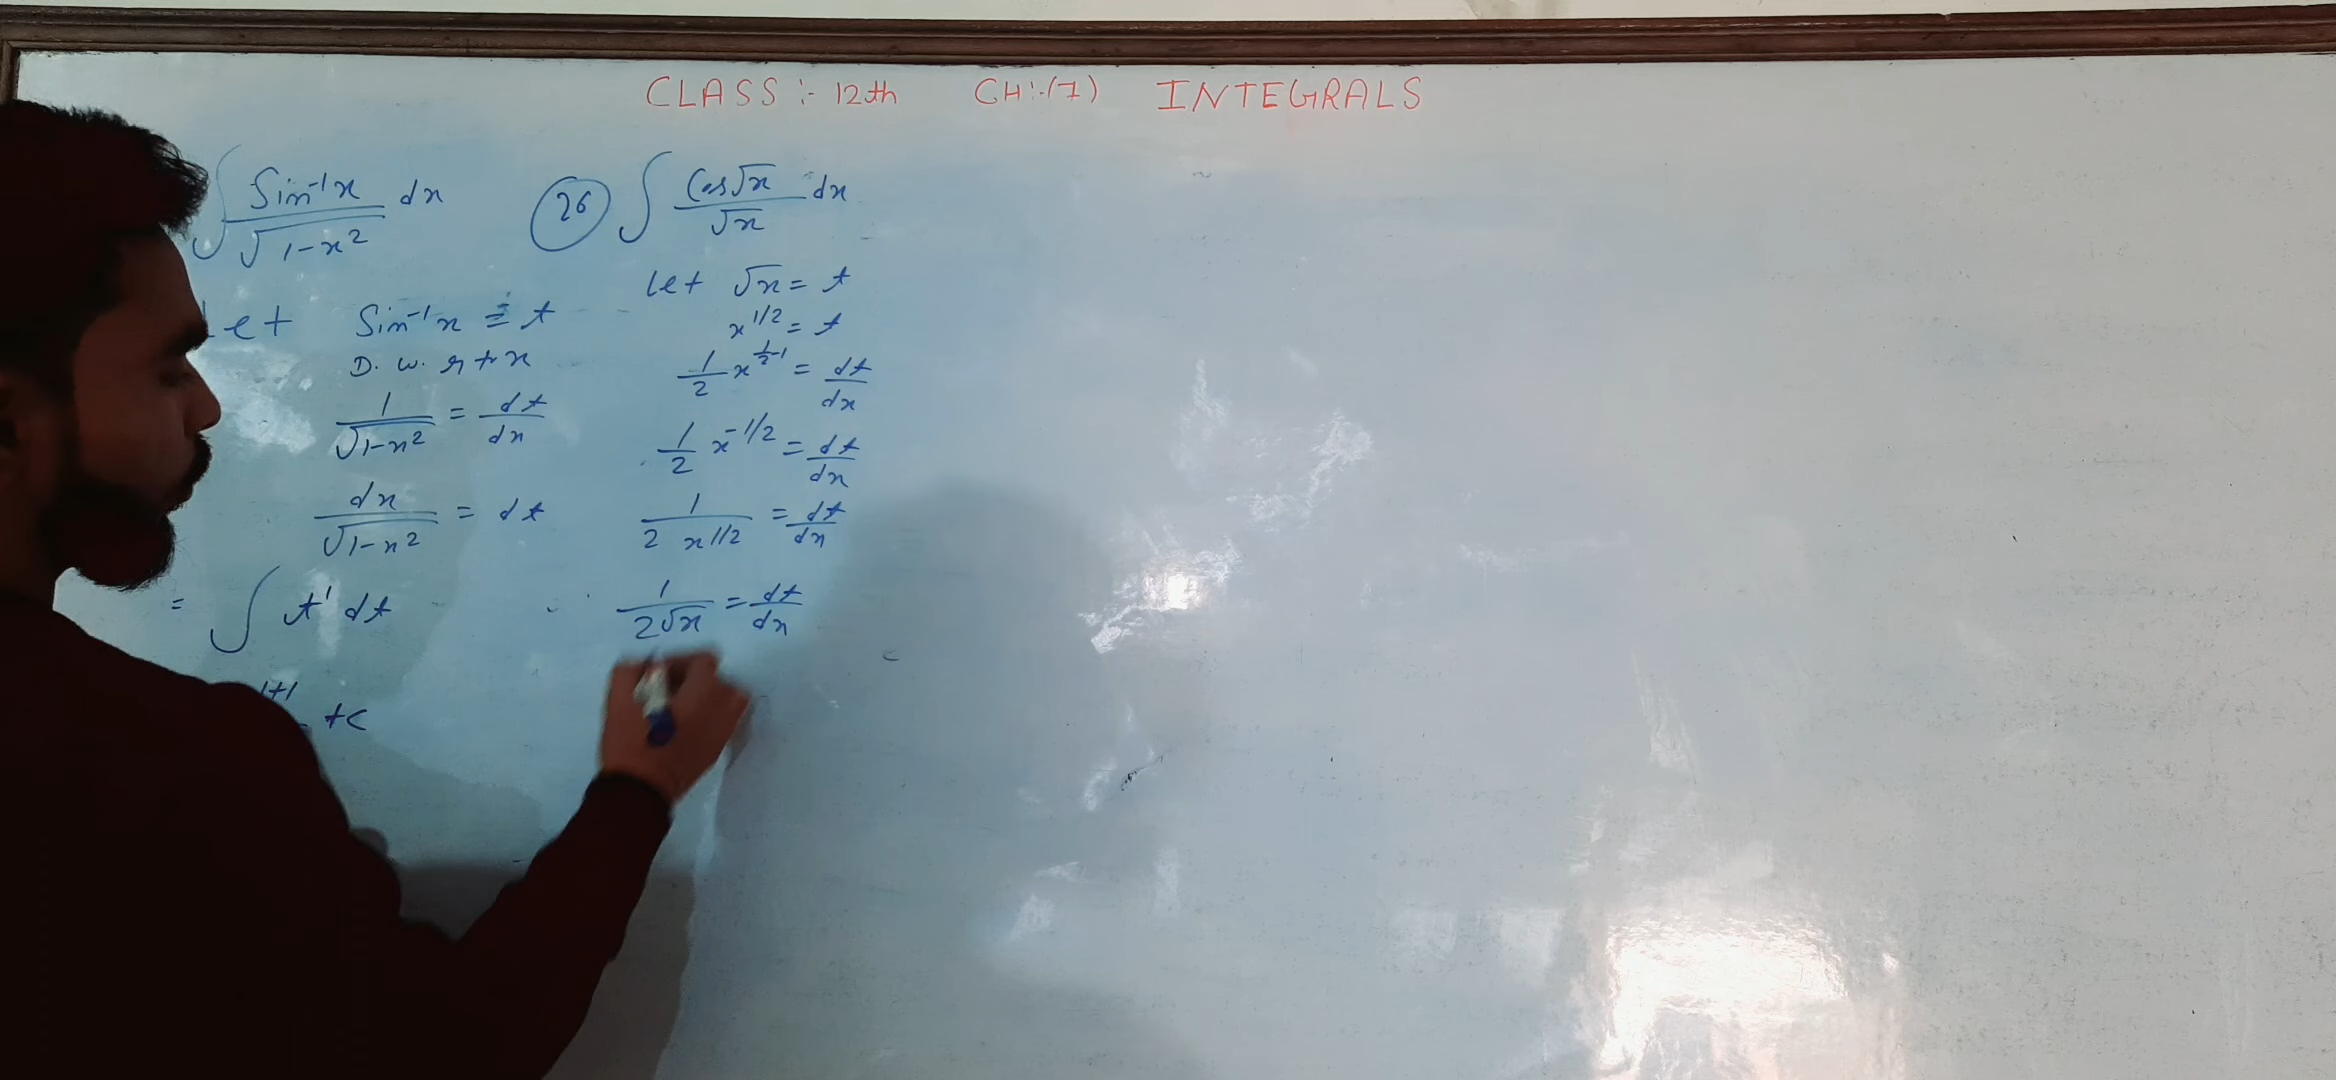 CLASS :- 12th CH:-(7) INTEGRALS
∫ Sin⁻¹x / √1-x² dx
Let Sin⁻¹x = t
D. w. r t x
1/√1-x² = dt/dx
dx/√1-x² = dt
= ∫ t¹ dt
1+1
+c
(26) ∫ Cos√x / √x dx
let √x = t
x^1/2 = t
1/2 x^(1/2-1) = dt/dx
1/2 x^-1/2 = dt/dx
1/2 x^1/2 = dt/dx
1/2√x = dt/dx